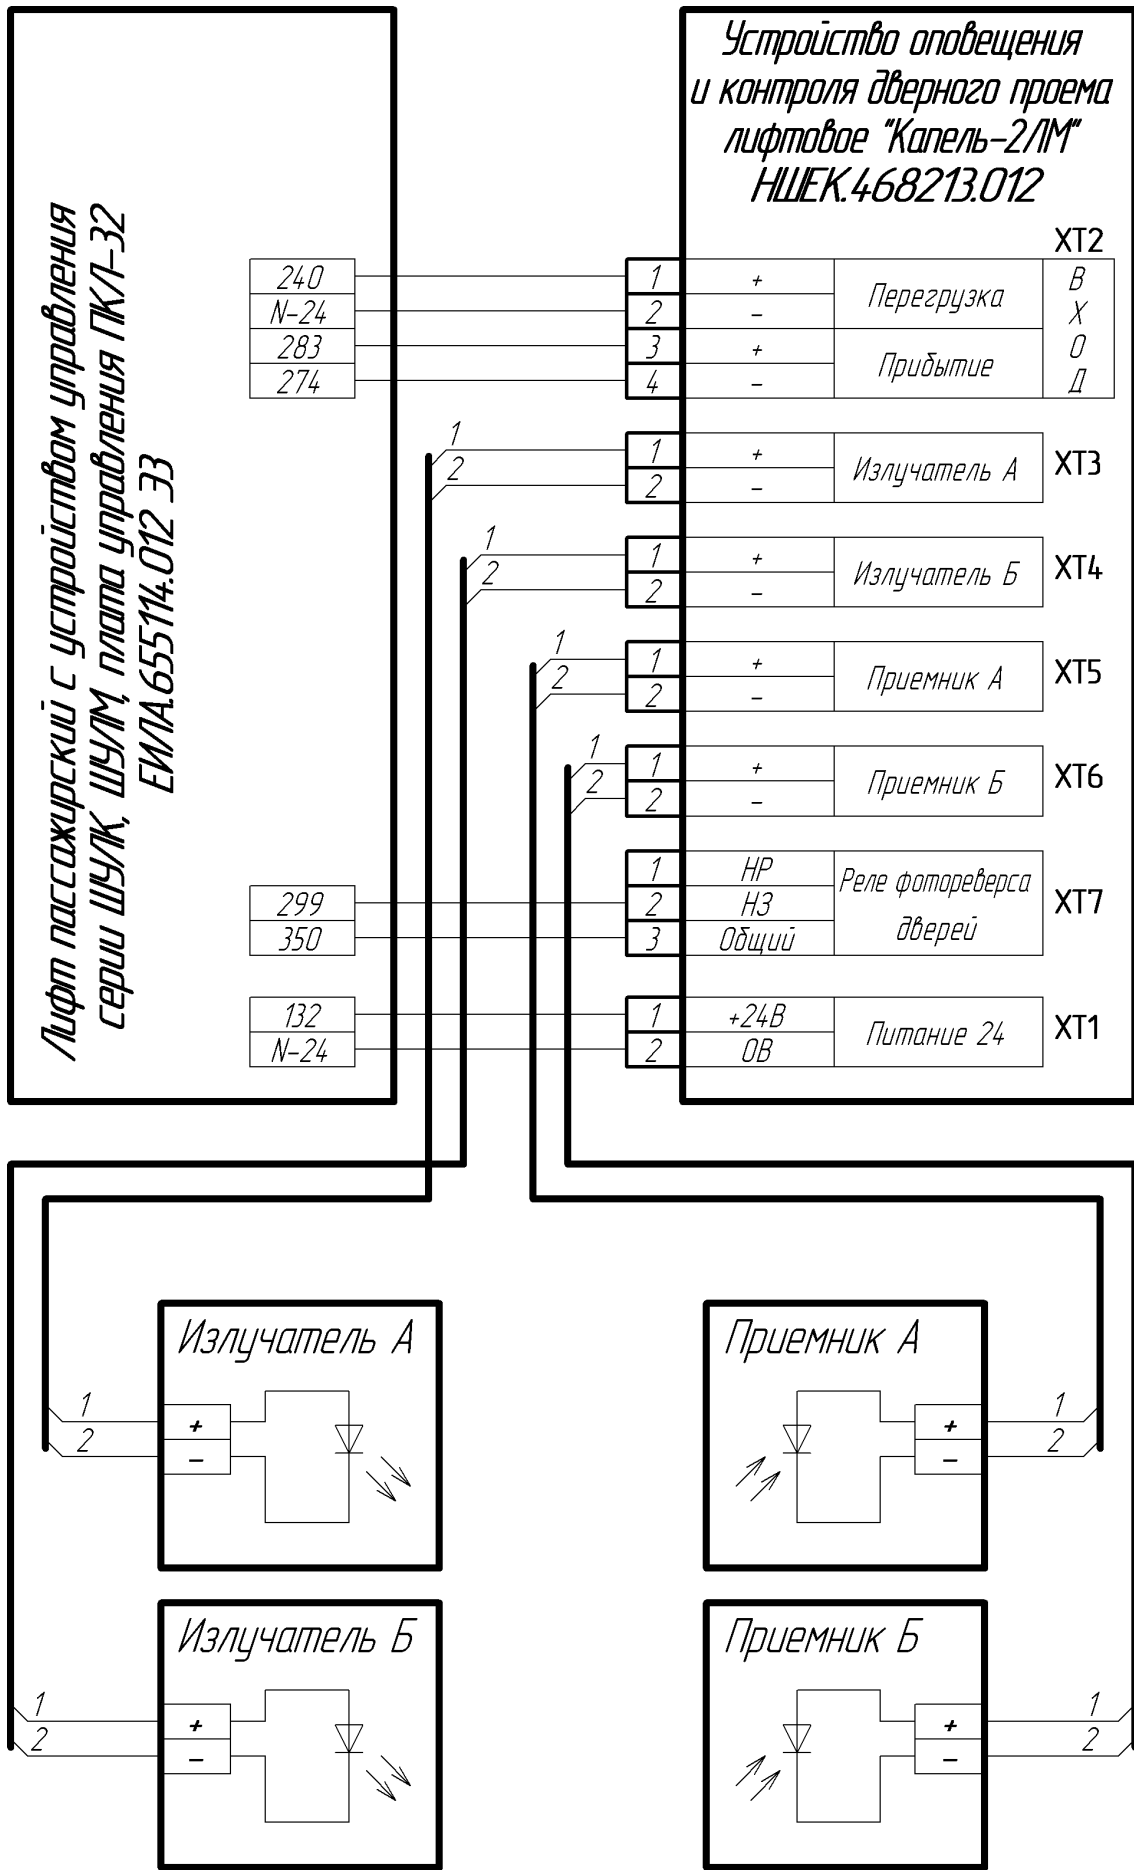 Лифт пассажирский с устройством управления
серии ШУЛК, ШУЛМ, плата управления ПКЛ-32
ЕИЛА.655114.012 ЭЗ
240
N-24
283
274
299
350
132
N-24
Устройство оповещения
и контроля дверного проема
лифтовое "Капель-2ЛМ"
НШЕК.468213.012
XT2
1 + Перегрузка В
2 - Х
3 + Прибытие О
4 - Д
1 1 + Излучатель А XT3
2 2 -
1 1 + Излучатель Б XT4
2 2 -
1 1 + Приемник А XT5
2 2 -
1 1 + Приемник Б XT6
2 2 -
1 НР Реле фотореверса XT7
2 НЗ дверей
3 Общий
1 +24В Питание 24 XT1
2 0В
Излучатель А
1 +
2 -
Приемник А
+ 1
- 2
Излучатель Б
1 +
2 -
Приемник Б
+ 1
- 2